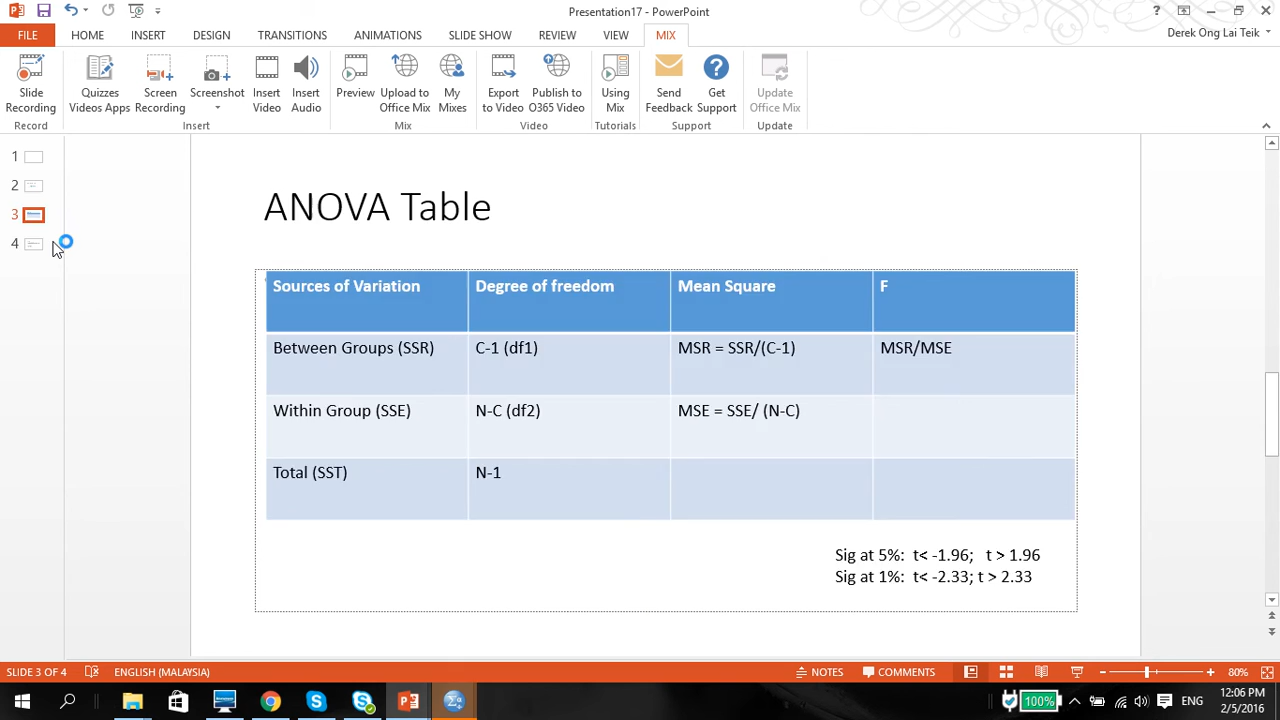 Presentation17 - PowerPoint
?
FILE HOME INSERT DESIGN TRANSITIONS ANIMATIONS SLIDE SHOW REVIEW VIEW MIX
Derek Ong Lai Teik
Slide Recording
Quizzes Videos Apps
Screen Recording
Screenshot
Insert Video
Insert Audio
Preview
Upload to Office Mix
My Mixes
Export to Video
Publish to O365 Video
Using Mix
Send Feedback
Get Support
Update Office Mix
Record Insert Mix Video Tutorials Support Update
1
2
3
4
ANOVA Table
Sources of Variation Degree of freedom Mean Square F
Between Groups (SSR) C-1 (df1) MSR = SSR/(C-1) MSR/MSE
Within Group (SSE) N-C (df2) MSE = SSE/ (N-C)
Total (SST) N-1
Sig at 5%: t< -1.96; t > 1.96
Sig at 1%: t< -2.33; t > 2.33
SLIDE 3 OF 4 ENGLISH (MALAYSIA) NOTES COMMENTS 80%
100% ENG 12:06 PM
2/5/2016